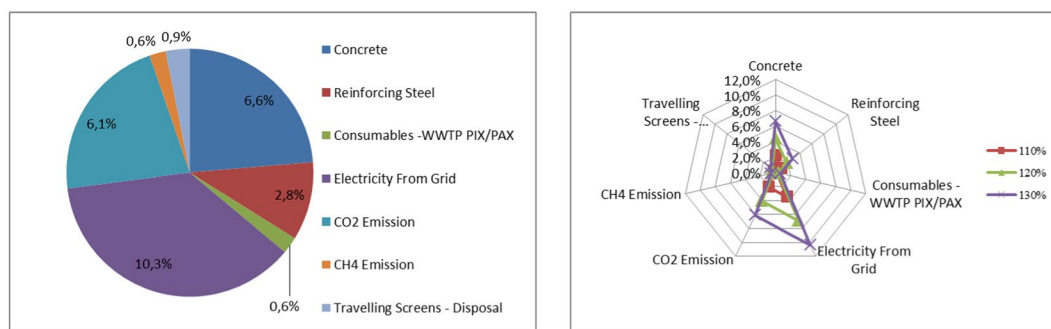 0,6%
0,9%
6,6%
2,8%
0,6%
10,3%
6,1%
Concrete
Reinforcing Steel
Consumables -WWTP PIX/PAX
Electricity From Grid
CO2 Emission
CH4 Emission
Travelling Screens - Disposal
Concrete
12,0%
10,0%
8,0%
6,0%
4,0%
2,0%
0,0%
Reinforcing
Steel
Consumables -
WWTP PIX/PAX
Electricity From
Grid
CO2 Emission
CH4 Emission
Travelling
Screens -...
110%
120%
130%